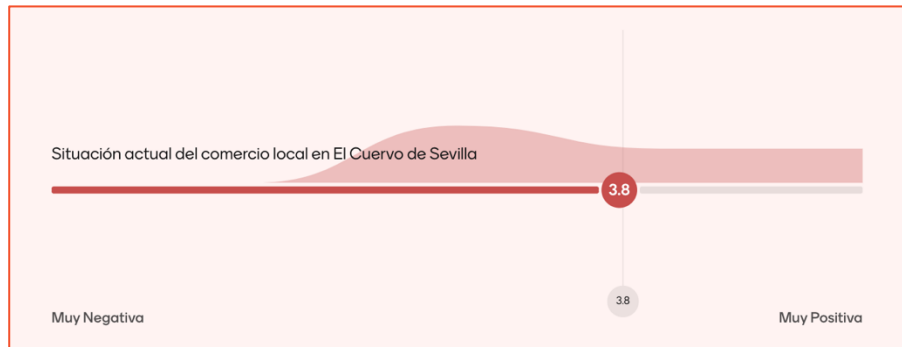 Situación actual del comercio local en El Cuervo de Sevilla
3.8
3.8
Muy Negativa
Muy Positiva